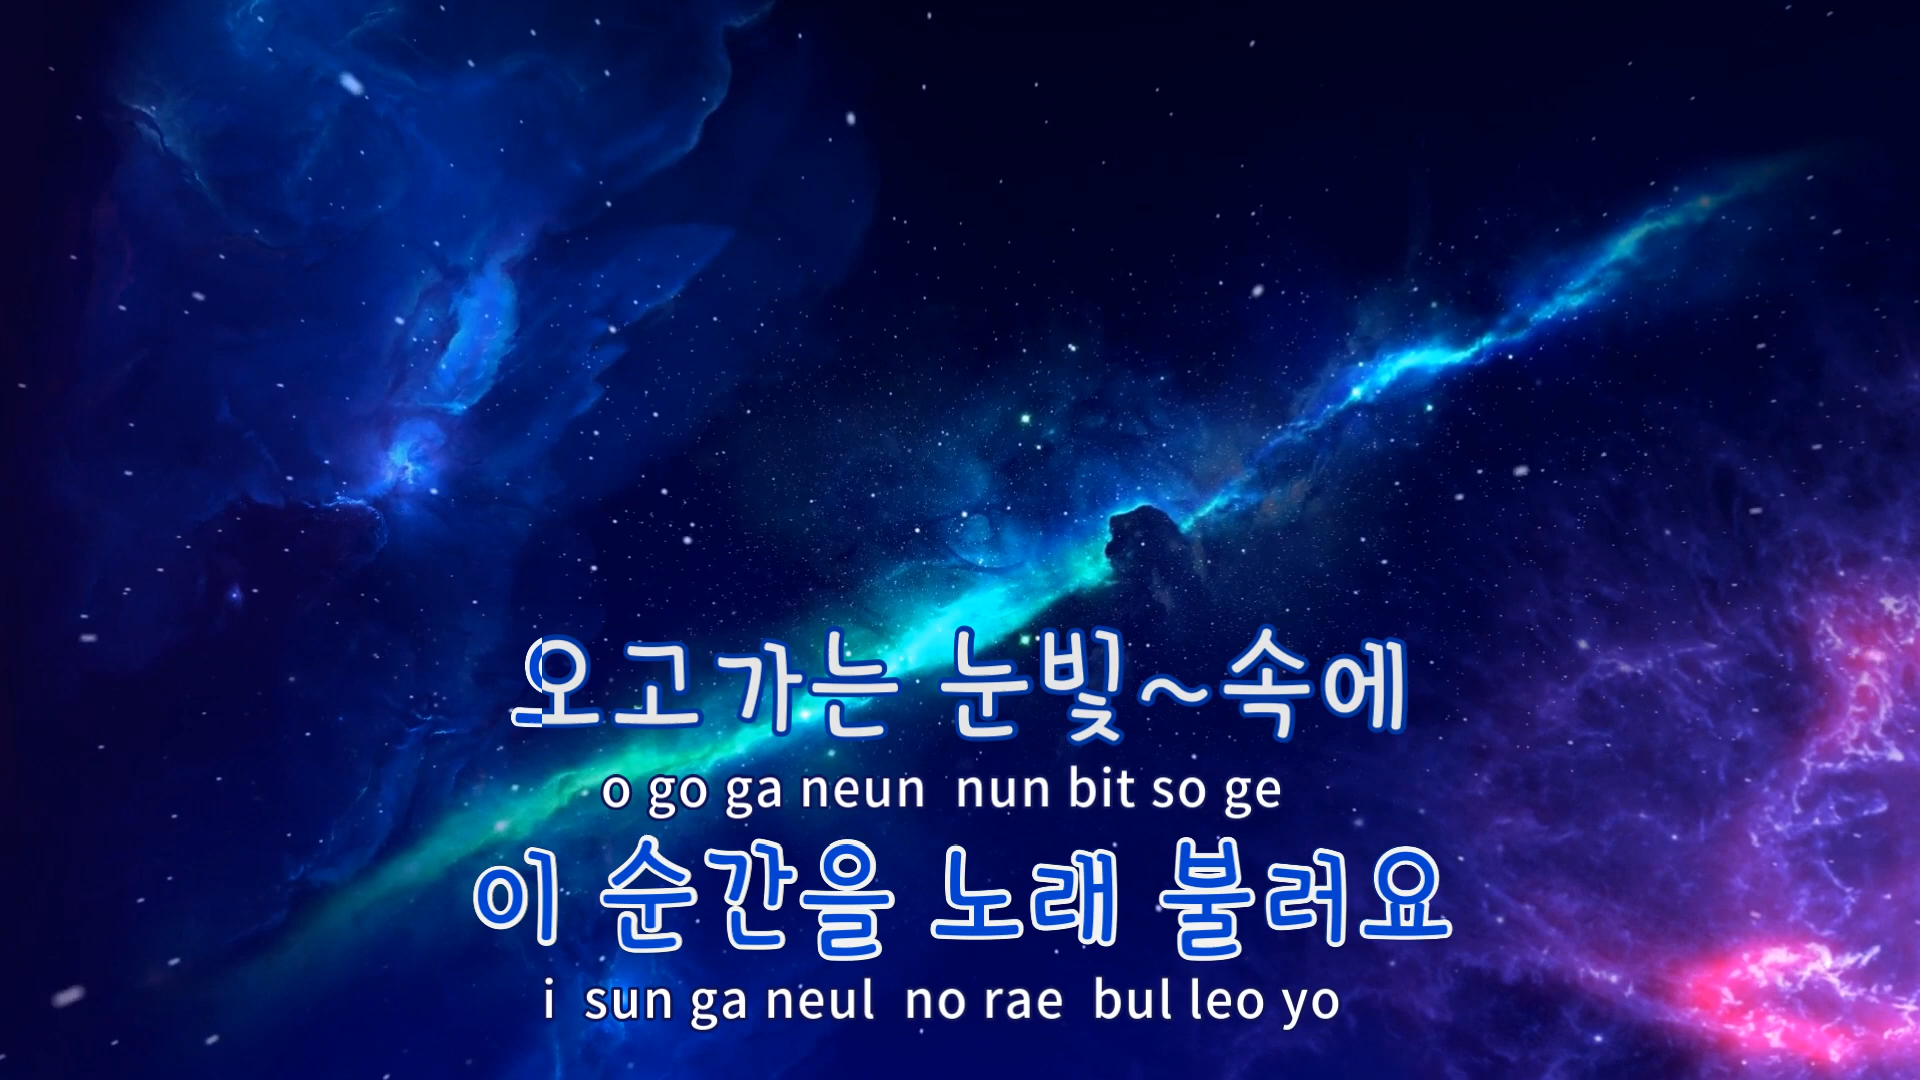 오고가는 눈빛~속에
o go ga neun nun bit so ge
이 순간을 노래 불러요
i sun ga neul no rae bul leo yo